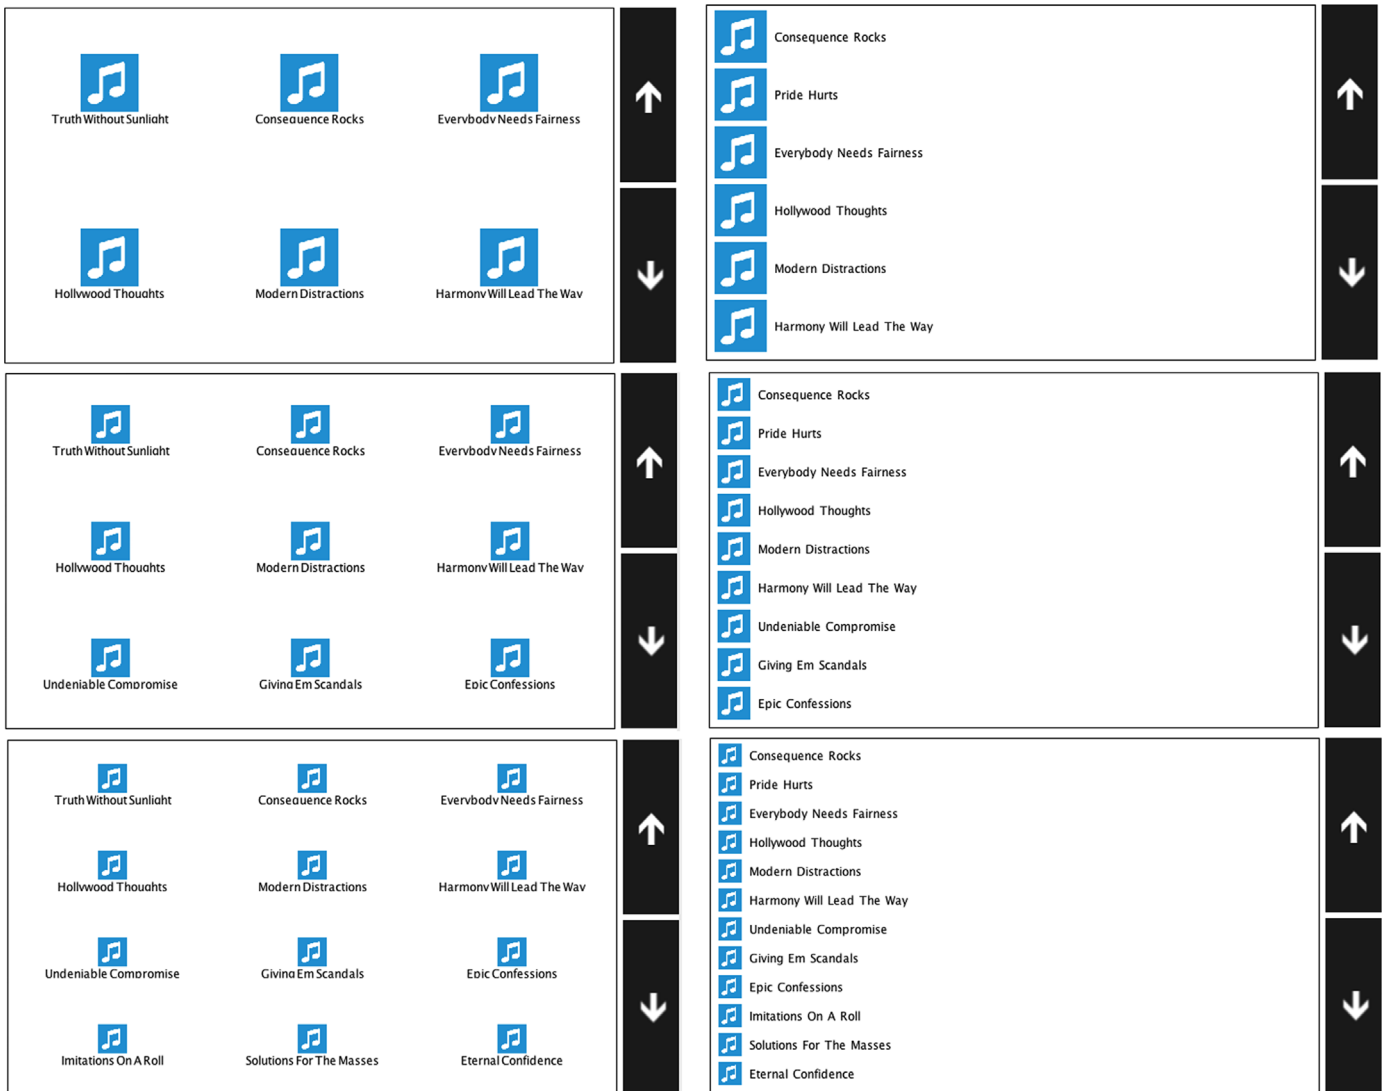 Truth Without Sunlight
Consequence Rocks
Everybody Needs Fairness
Hollywood Thoughts
Modern Distractions
Harmony Will Lead The Way
Consequence Rocks
Pride Hurts
Everybody Needs Fairness
Hollywood Thoughts
Modern Distractions
Harmony Will Lead The Way
Truth Without Sunlight
Consequence Rocks
Everybody Needs Fairness
Hollywood Thoughts
Modern Distractions
Harmony Will Lead The Way
Undeniable Compromise
Giving Em Scandals
Epic Confessions
Consequence Rocks
Pride Hurts
Everybody Needs Fairness
Hollywood Thoughts
Modern Distractions
Harmony Will Lead The Way
Undeniable Compromise
Giving Em Scandals
Epic Confessions
Truth Without Sunlight
Consequence Rocks
Everybody Needs Fairness
Hollywood Thoughts
Modern Distractions
Harmony Will Lead The Way
Undeniable Compromise
Giving Em Scandals
Epic Confessions
Imitations On A Roll
Solutions For The Masses
Eternal Confidence
Consequence Rocks
Pride Hurts
Everybody Needs Fairness
Hollywood Thoughts
Modern Distractions
Harmony Will Lead The Way
Undeniable Compromise
Giving Em Scandals
Epic Confessions
Imitations On A Roll
Solutions For The Masses
Eternal Confidence